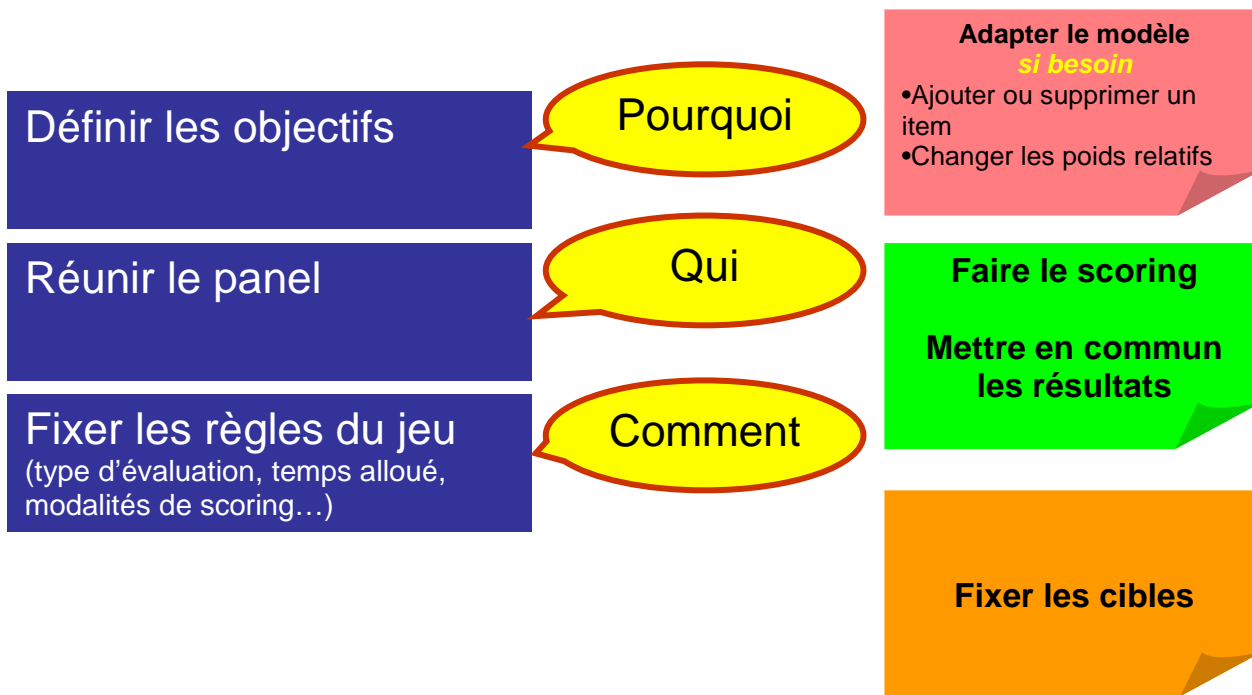 Définir les objectifs
Pourquoi
Réunir le panel
Qui
Fixer les règles du jeu
(type d'évaluation, temps alloué,
modalités de scoring…)
Comment
Adapter le modèle
si besoin
•Ajouter ou supprimer un
item
•Changer les poids relatifs
Faire le scoring
Mettre en commun
les résultats
Fixer les cibles